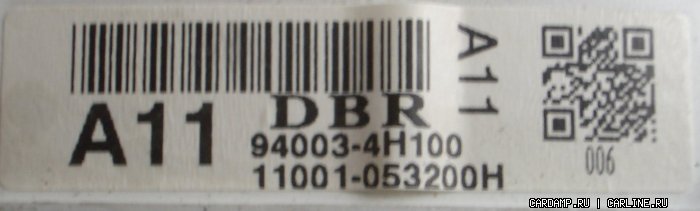 A11
DBR
A11
94003-4H100
11001-053200H
006
CARDAMP.RU | CARLINE.RU